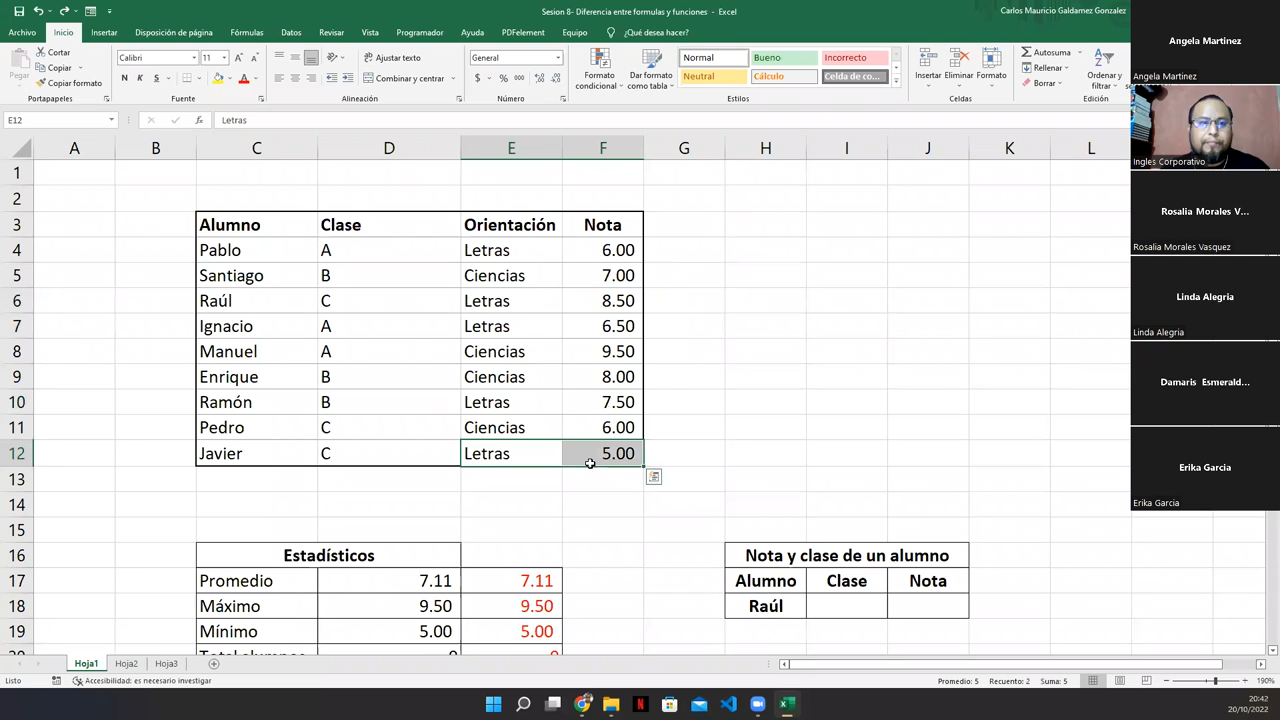 Sesion 8- Diferencia entre formulas y funciones - Excel
Carlos Mauricio Galdamez Gonzalez
Archivo Inicio Insertar Disposición de página Fórmulas Datos Revisar Vista Programador Ayuda PDFelement Equipo ¿Qué desea hacer?
Pegar
Cortar
Copiar
Copiar formato
Portapapeles
Calibri 11
N K S
Fuente
Ajustar texto
Combinar y centrar
Alineación
General
$ % 000
Número
Formato condicional
Dar formato como tabla
Normal Bueno Incorrecto
Neutral Cálculo Celda de co...
Estilos
Insertar Eliminar Formato
Celdas
Autosuma
Rellenar
Borrar
Ordenar y filtrar
Edición
E12 fx Letras
A B C D E F G H I J K L
1
2
3 Alumno Clase Orientación Nota
4 Pablo A Letras 6.00
5 Santiago B Ciencias 7.00
6 Raúl C Letras 8.50
7 Ignacio A Letras 6.50
8 Manuel A Ciencias 9.50
9 Enrique B Ciencias 8.00
10 Ramón B Letras 7.50
11 Pedro C Ciencias 6.00
12 Javier C Letras 5.00
13
14
15
16 Estadísticos Nota y clase de un alumno
17 Promedio 7.11 7.11 Alumno Clase Nota
18 Máximo 9.50 9.50 Raúl
19 Mínimo 5.00 5.00
Total alumnos
Hoja1 Hoja2 Hoja3
Listo Accesibilidad: es necesario investigar Promedio: 5 Recuento: 2 Suma: 5 190%
20:42
20/10/2022
Angela Martinez
Angela Martinez
Ingles Corporativo
Rosalia Morales V...
Rosalia Morales Vasquez
Linda Alegria
Linda Alegria
Damaris Esmerald...
Erika Garcia
Erika Garcia